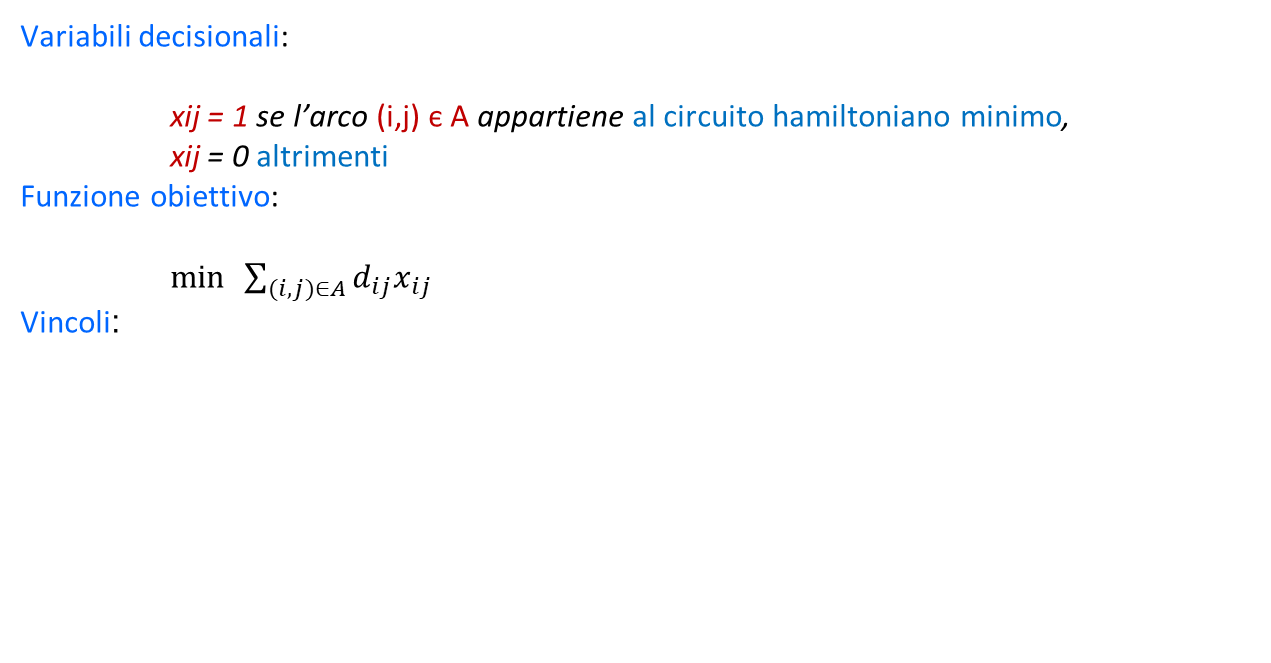 Variabili decisionali:
xij = 1 se l’arco (i,j) є A appartiene al circuito hamiltoniano minimo,
xij = 0 altrimenti
Funzione obiettivo:
min ∑(i,j)∈A dij xij
Vincoli: